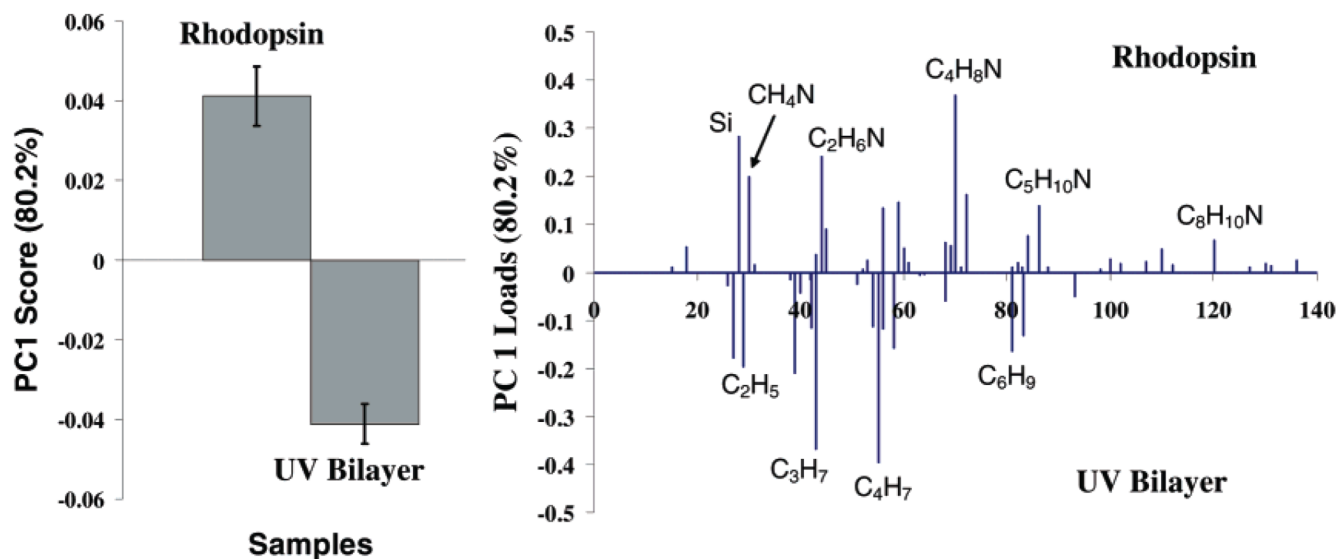 PC1 Score (80.2%)
0.06
0.04
0.02
0
-0.02
-0.04
-0.06
Rhodopsin
UV Bilayer
Samples
PC 1 Loads (80.2%)
0.5
0.4
0.3
0.2
0.1
0
-0.1
-0.2
-0.3
-0.4
-0.5
0
20
40
60
80
100
120
140
Rhodopsin
Si
CH₄N
C₂H₆N
C₄H₈N
C₅H₁₀N
C₈H₁₀N
C₂H₅
C₃H₇
C₄H₇
C₆H₉
UV Bilayer